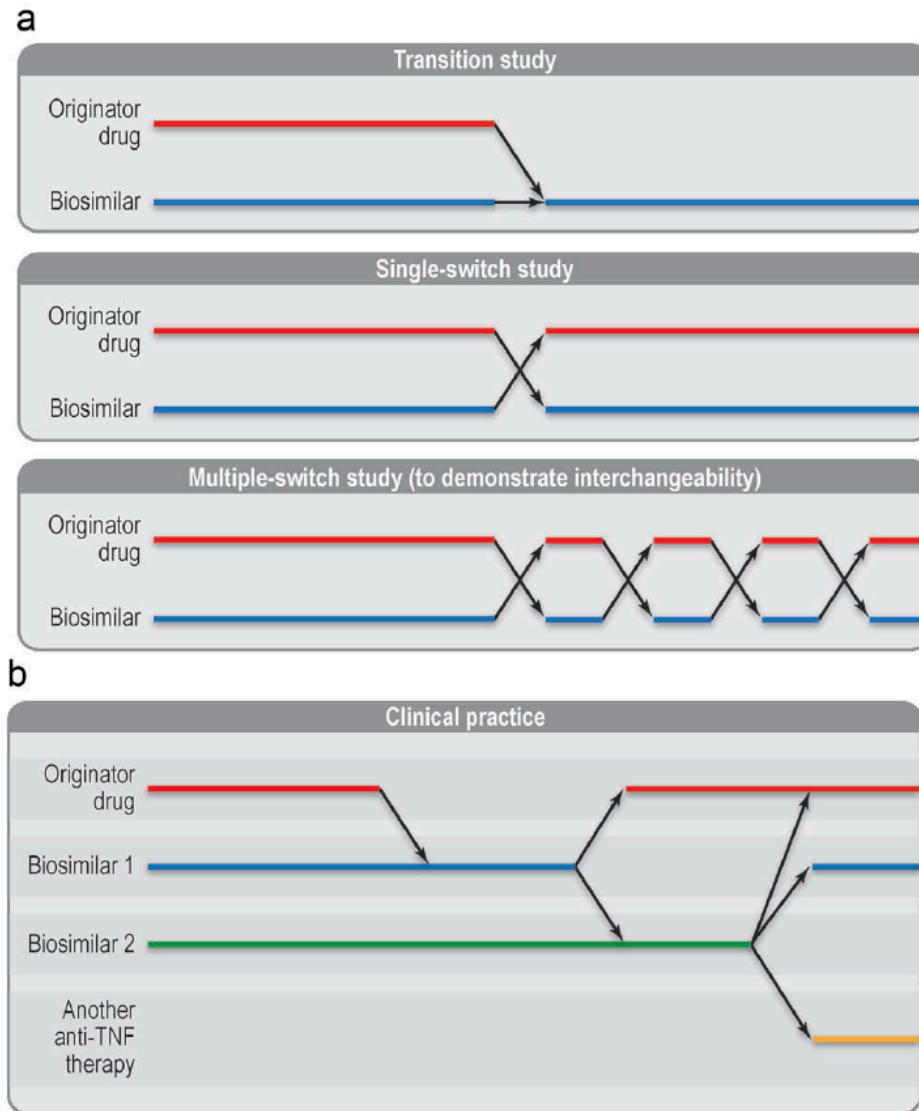 a
Transition study
Originator
drug
Biosimilar
Single-switch study
Originator
drug
Biosimilar
Multiple-switch study (to demonstrate interchangeability)
Originator
drug
Biosimilar
b
Clinical practice
Originator
drug
Biosimilar 1
Biosimilar 2
Another
anti-TNF
therapy